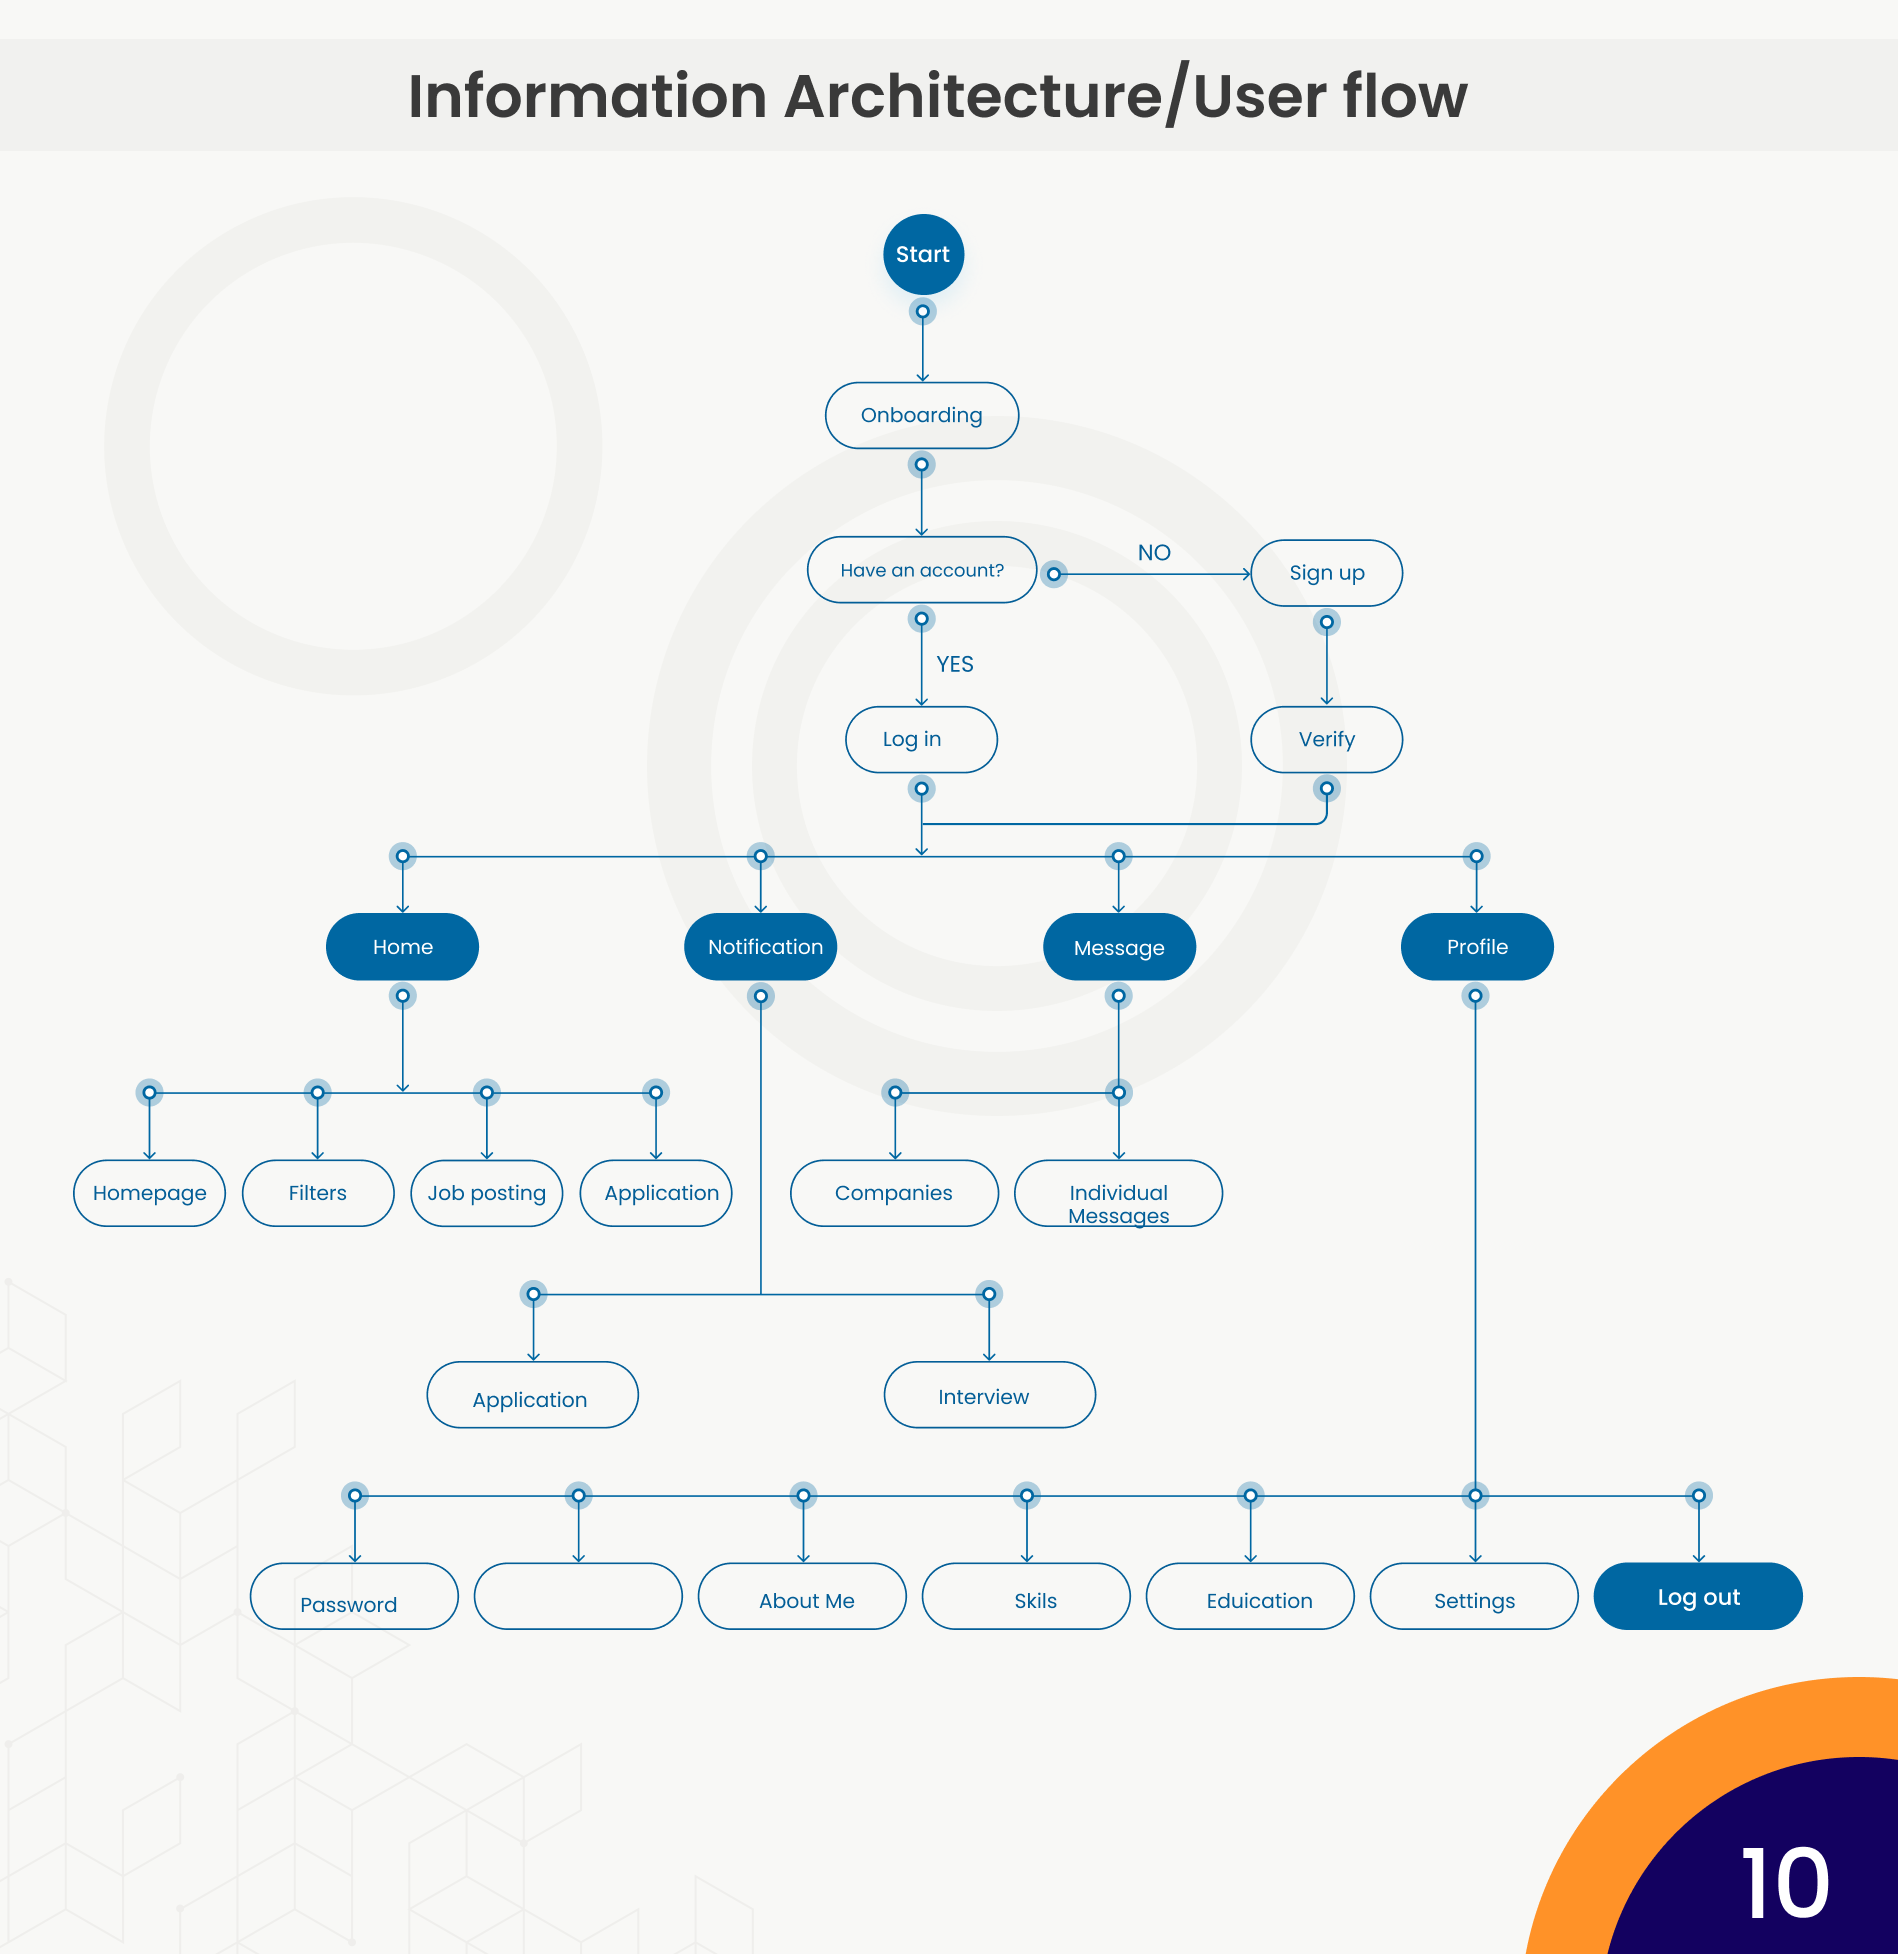 Information Architecture/User flow
Start
Onboarding
Have an account?
NO
Sign up
YES
Log in
Verify
Home
Notification
Message
Profile
Homepage
Filters
Job posting
Application
Companies
Individual
Messages
Application
Interview
Password
About Me
Skils
Eduication
Settings
Log out
10